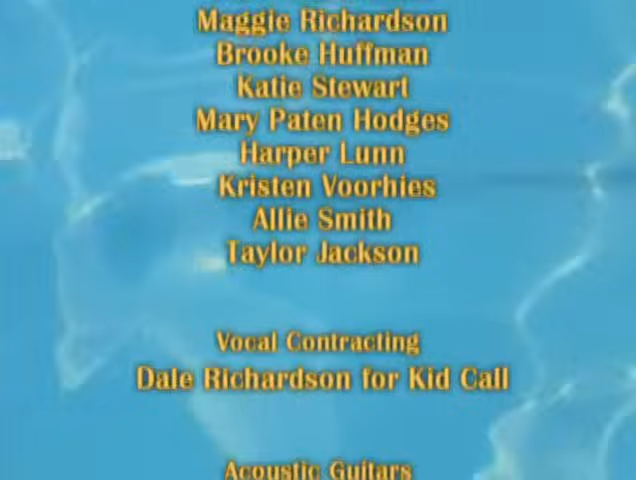 Maggie Richardson
Brooke Huffman
Katie Stewart
Mary Paten Hodges
Harper Lunn
Kristen Voorhies
Allie Smith
Taylor Jackson
Vocal Contracting
Dale Richardson for Kid Call
Acoustic Guitars